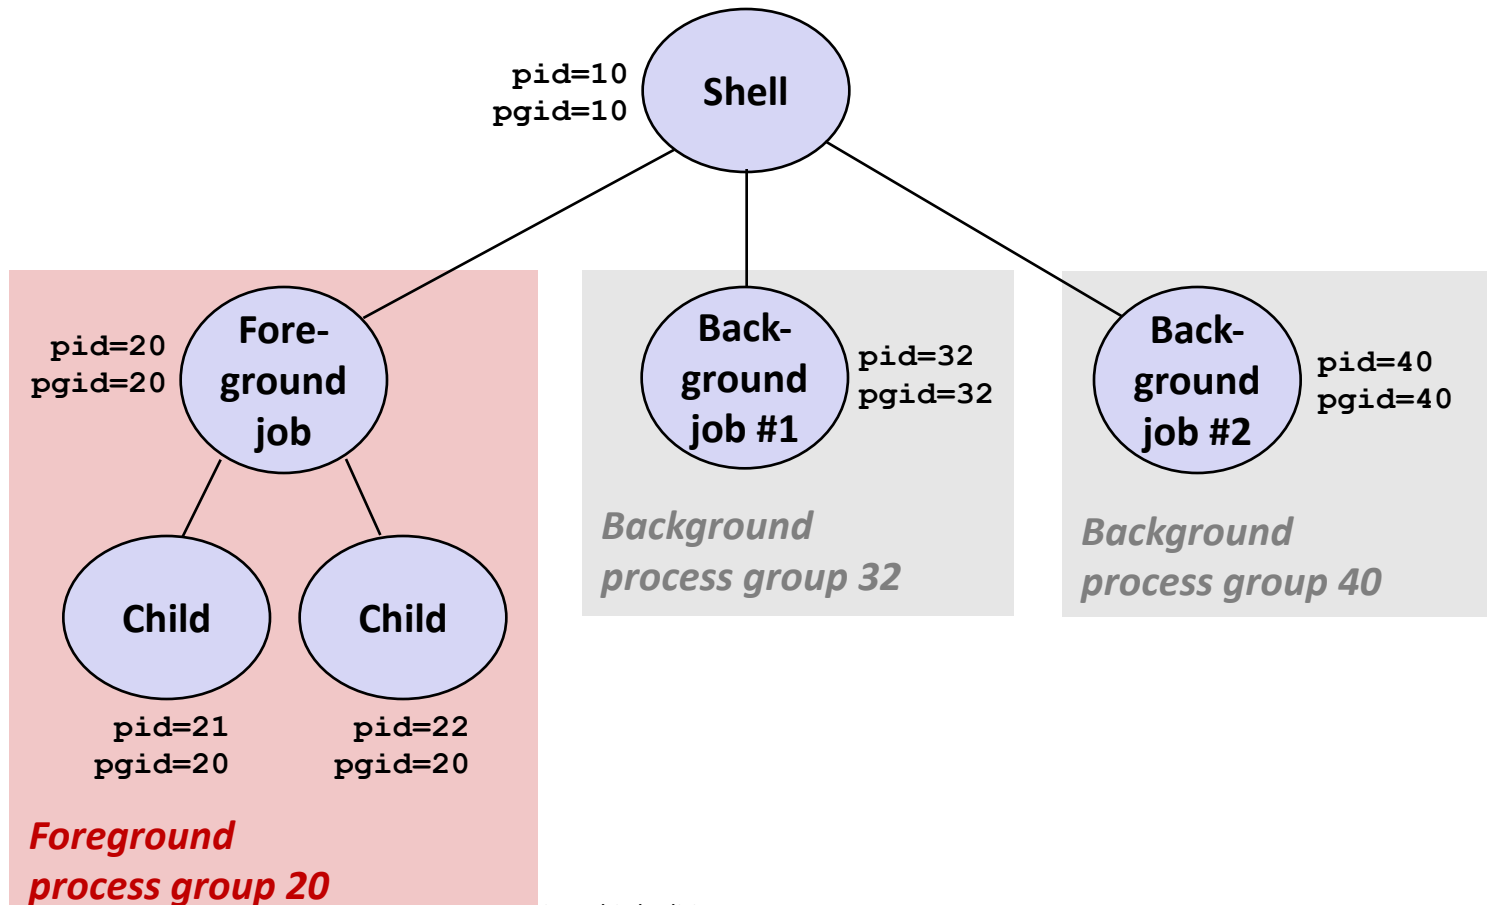 pid=10
pgid=10
Shell
pid=20
pgid=20
Fore-
ground
job
Back-
ground
job #1
pid=32
pgid=32
Back-
ground
job #2
pid=40
pgid=40
Background
process group 32
Background
process group 40
Child
Child
pid=21
pgid=20
pid=22
pgid=20
Foreground
process group 20